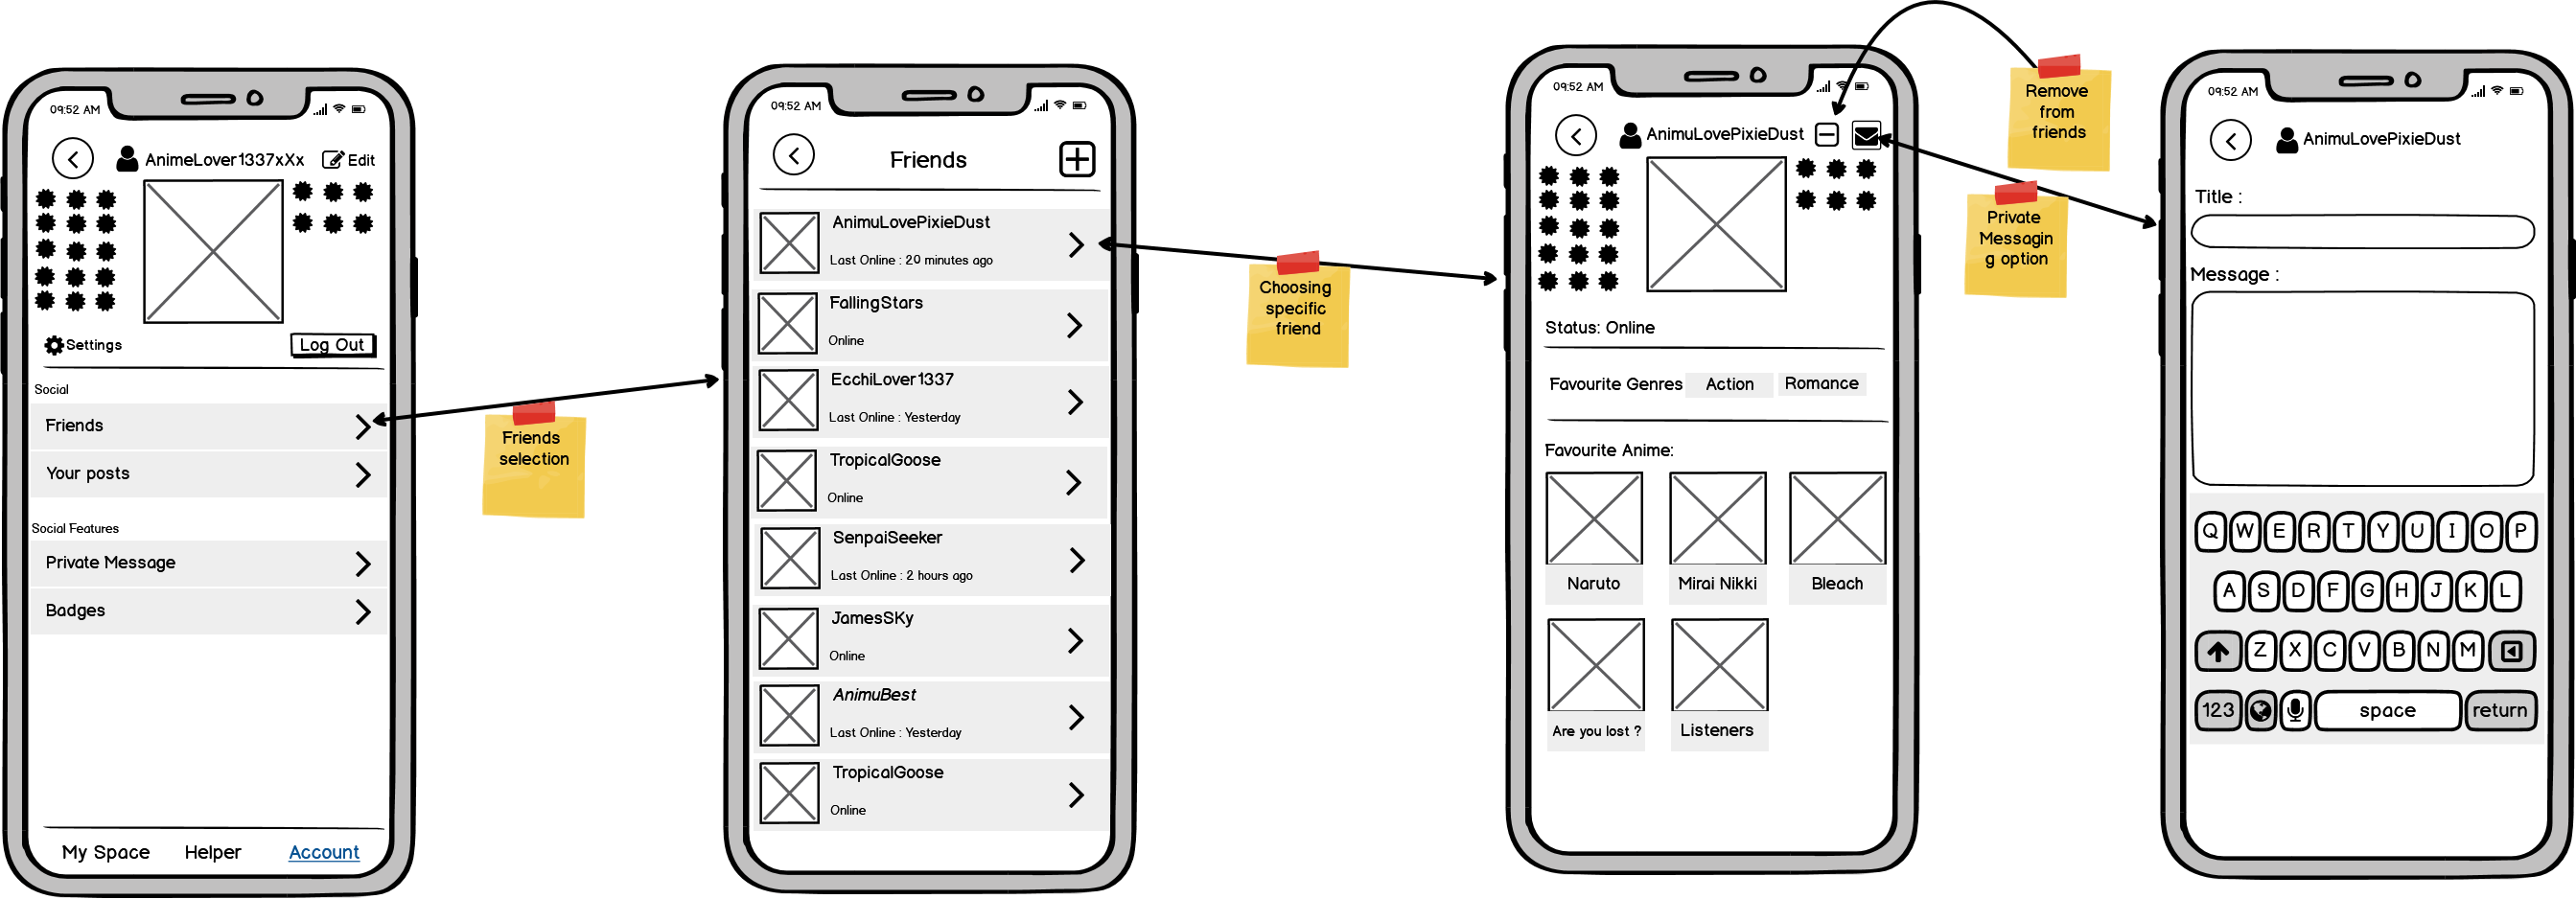 09:52 AM
AnimeLover1337xXx
Edit
Settings
Log Out
Social
Friends
Your posts
Social Features
Private Message
Badges
My Space
Helper
Account
Friends
selection
09:52 AM
Friends
AnimuLovePixieDust
Last Online : 20 minutes ago
FallingStars
Online
EcchiLover1337
Last Online : Yesterday
TropicalGoose
Online
SenpaiSeeker
Last Online : 2 hours ago
JamesSKy
Online
AnimuBest
Last Online : Yesterday
TropicalGoose
Online
Choosing
specific
friend
09:52 AM
AnimuLovePixieDust
Status: Online
Favourite Genres Action Romance
Favourite Anime:
Naruto Mirai Nikki Bleach
Are you lost ? Listeners
Remove
from
friends
Private
Messagin
g option
09:52 AM
AnimuLovePixieDust
Title :
Message :
Q W E R T Y U I O P
A S D F G H J K L
Z X C V B N M
123 space return